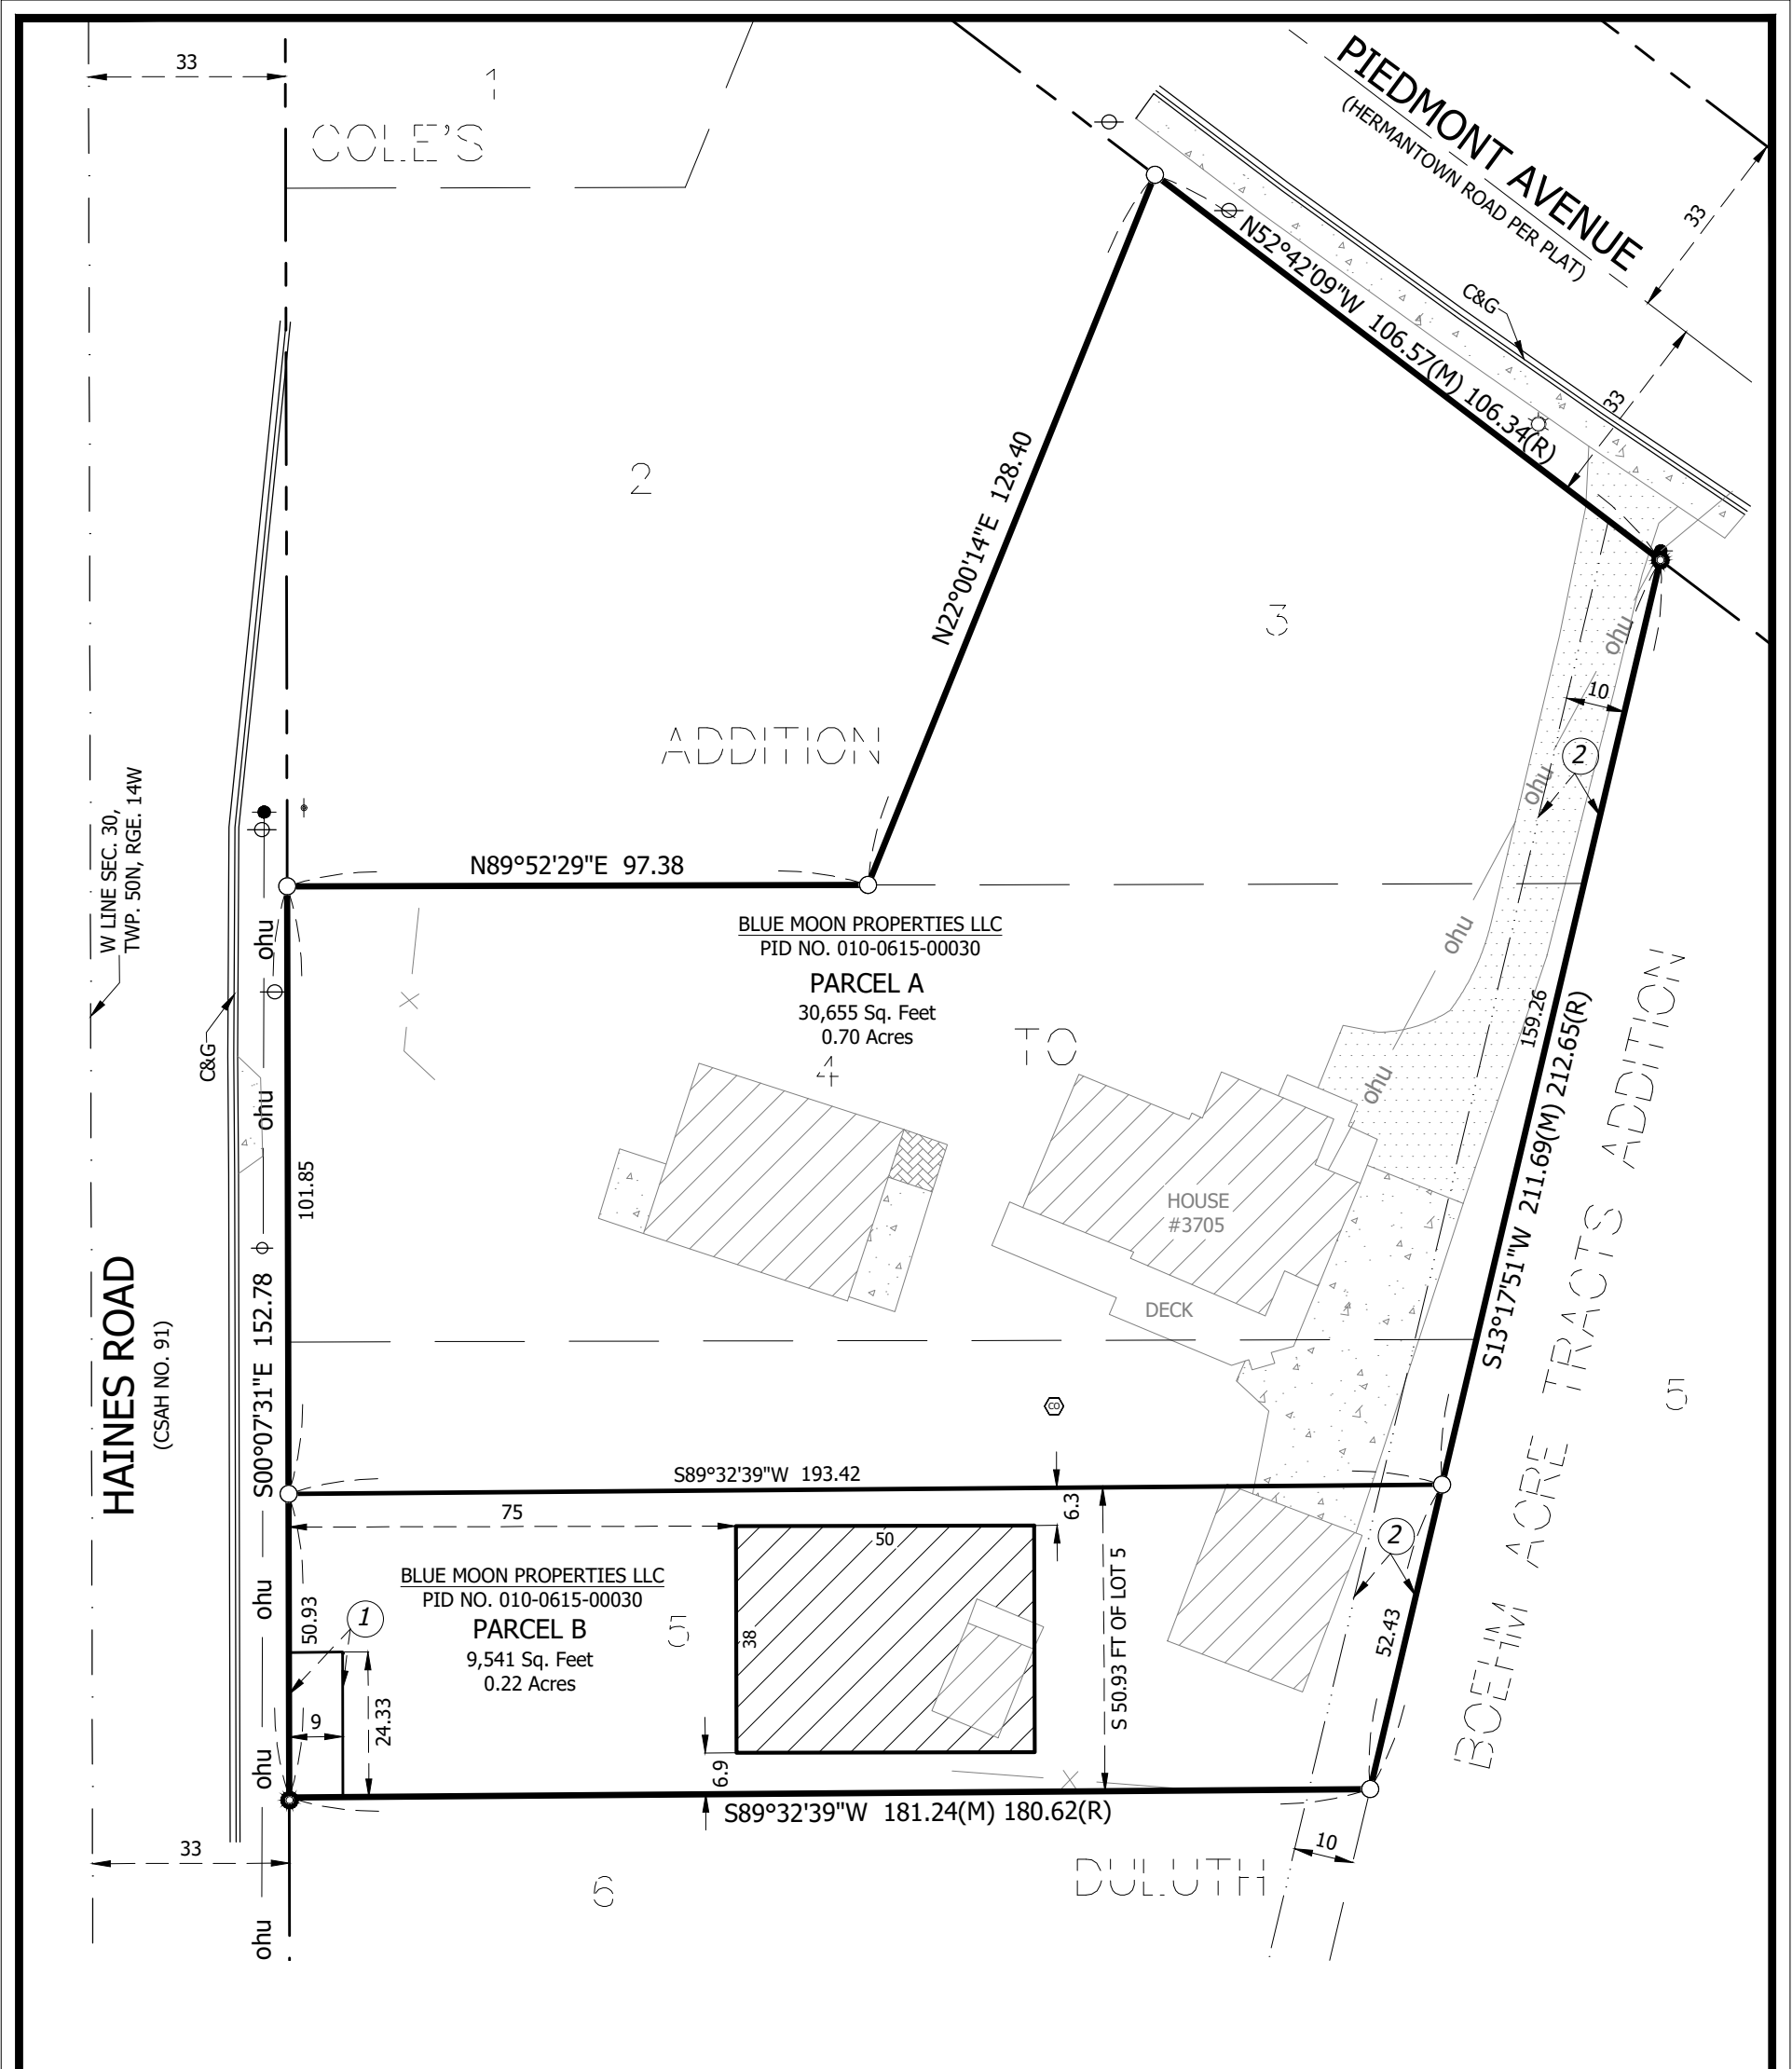 33
1
COLE'S
PIEDMONT AVENUE
(HERMANTOWN ROAD PER PLAT)
33
C&G
N52°42'09"W 106.57(M) 106.34(R)
33
2
N22°00'14"E 128.40
3
ohu
10
2
ohu
ADDITION
W LINE SEC. 30,
TWP. 50N, RGE. 14W
N89°52'29"E 97.38
BLUE MOON PROPERTIES LLC
PID NO. 010-0615-00030
PARCEL A
30,655 Sq. Feet
0.70 Acres
ohu
ohu
C&G
ohu
TO
4
ohu
159.26
S13°17'51"W 211.69(M) 212.65(R)
101.85
HOUSE
#3705
DECK
HAINES ROAD
(CSAH NO. 91)
S00°07'31"E 152.78
BOEHM ACRE TRACTS ADDITION
5
CO
S89°32'39"W 193.42
75
6.3
50
2
BLUE MOON PROPERTIES LLC
PID NO. 010-0615-00030
PARCEL B
9,541 Sq. Feet
0.22 Acres
ohu
50.93
1
5
38
S 50.93 FT OF LOT 5
52.43
9
24.33
ohu
6.9
S89°32'39"W 181.24(M) 180.62(R)
33
10
6
DULUTH
ohu